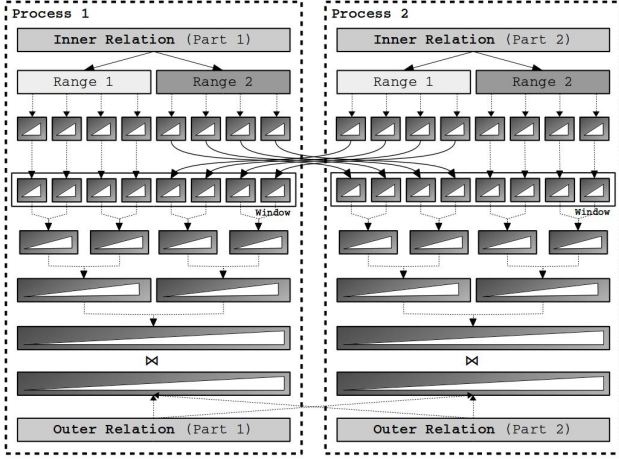 Process 1
Process 2
Inner Relation (Part 1)
Inner Relation (Part 2)
Range 1
Range 2
Range 1
Range 2
Window
Window
⋈
⋈
Outer Relation (Part 1)
Outer Relation (Part 2)